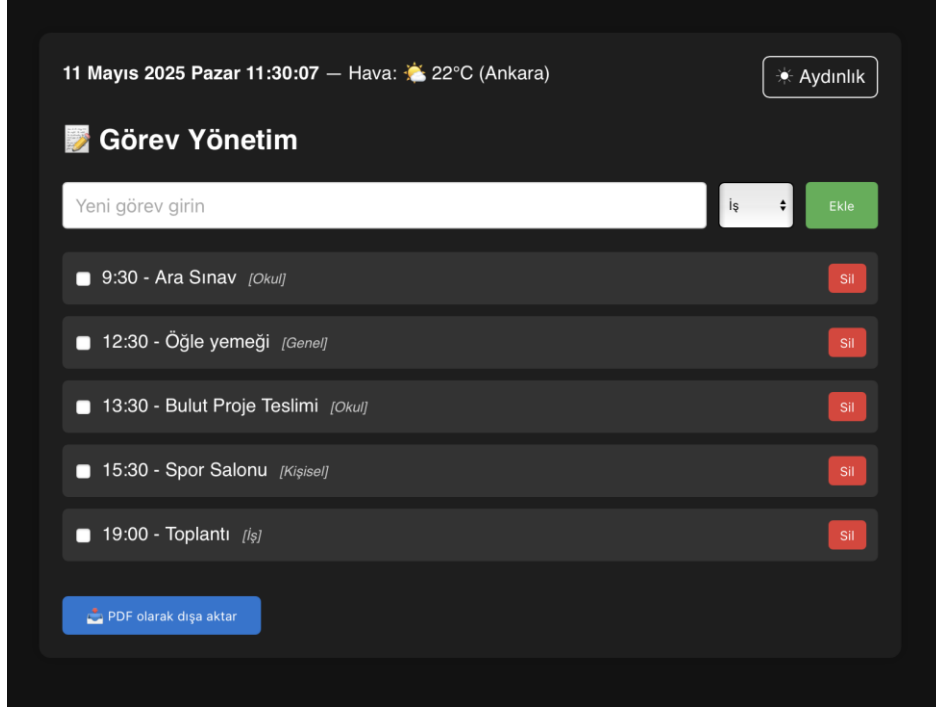 11 Mayıs 2025 Pazar 11:30:07 — Hava: 🌤️ 22°C (Ankara)
☀ Aydınlık
📝 Görev Yönetim
Yeni görev girin
İş
Ekle
9:30 - Ara Sınav [Okul]
Sil
12:30 - Öğle yemeği [Genel]
Sil
13:30 - Bulut Proje Teslimi [Okul]
Sil
15:30 - Spor Salonu [Kişisel]
Sil
19:00 - Toplantı [İş]
Sil
📥 PDF olarak dışa aktar